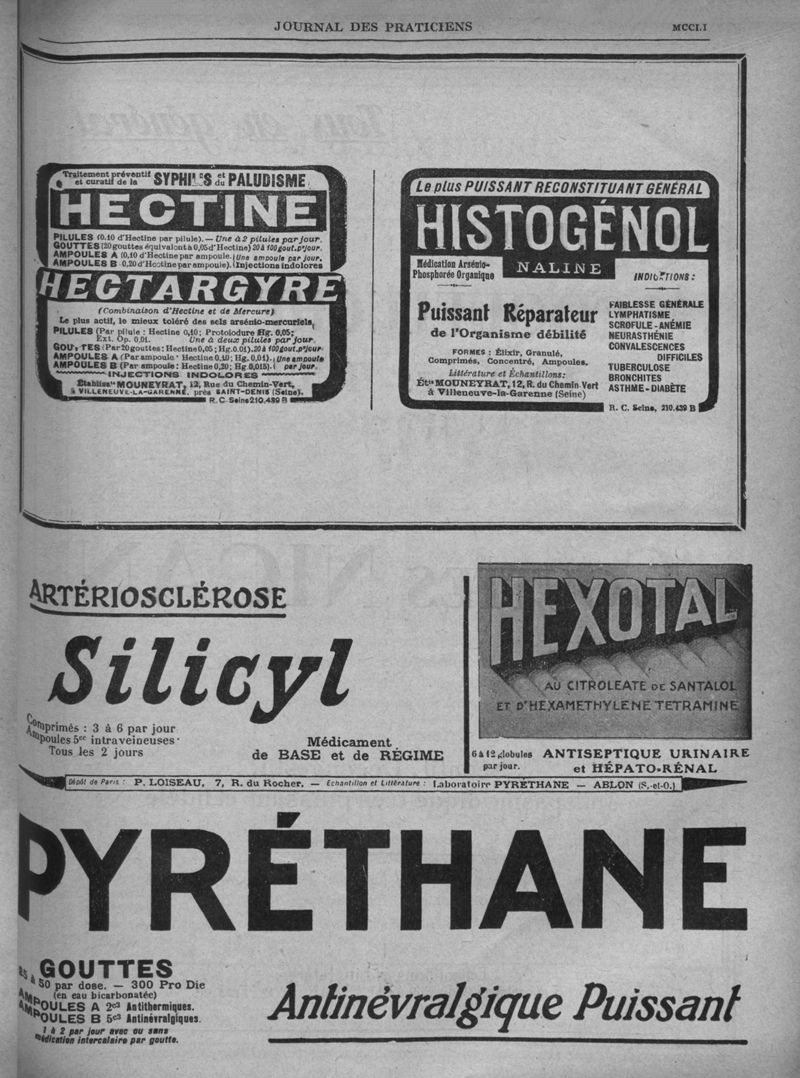 JOURNAL DES PRATICIENS
Traitement préventif et curatif de la SYPHILIS et du PALUDISME
HECTINE
PILULES (0.10 d'Hectine par pilule). — Une à 2 pilules par jour.
GOUTTES (20 gouttes équivalent à 0,05 d'Hectine) 20 à 100 gout. p' jour.
AMPOULES A (0,10 d'Hectine par ampoule. Une ampoule par jour.
AMPOULES B 0,20 d'Hectine par ampoule). Injections indolores
HECTARGYRE
(Combinaison d'Hectine et de Mercure)
Le plus actif, le mieux toléré des sels arsénio-mercuriels.
PILULES (Par pilule : Hectine 0,10; Protoiodure Hg. 0,05;
Ext. Op. 0,01. Une à deux pilules par jour.
GOUTTES (Par 20 gouttes : Hectine 0,05; Hg. 0.01). 20 à 100 gout. p' jour.
AMPOULES A (Par ampoule : Hectine 0,10; Hg. 0,01). Une ampoule
AMPOULES B (Par ampoule : Hectine 0,20; Hg 0,015). par jour.
INJECTIONS INDOLORES
Établiss^ts MOUNEYRAT, 12, Rue du Chemin-Vert,
à VILLENEUVE-LA-GARENNE, près SAINT-DENIS (Seine).
R. C. Seine 210.439 B
Le plus PUISSANT RECONSTITUANT GÉNÉRAL
HISTOGÉNOL
NALINE
Médication Arsénio-
Phosphorée Organique
Puissant Réparateur
de l'Organisme débilité
FORMES : Élixir, Granulé,
Comprimés, Concentré, Ampoules.
Littérature et Échantillons :
Ét^ts MOUNEYRAT, 12, R. du Chemin-Vert
à Villeneuve-la-Garenne (Seine)
INDICATIONS :
FAIBLESSE GÉNÉRALE
LYMPHATISME
SCROFULE - ANÉMIE
NEURASTHÉNIE
CONVALESCENCES
DIFFICILES
TUBERCULOSE
BRONCHITES
ASTHME - DIABÈTE
R. C. Seine, 210.439 B
ARTÉRIOSCLÉROSE
Silicyl
Comprimés : 3 à 6 par jour
Ampoules 5^cc intraveineuses
Tous les 2 jours
Médicament
de BASE et de RÉGIME
HEXOTAL
AU CITROLEATE DE SANTALOL
ET D'HEXAMETHYLENE TETRAMINE
6 à 12 globules
par jour.
ANTISEPTIQUE URINAIRE
et HÉPATO-RÉNAL
Dépôt de Paris : P. LOISEAU, 7, R. du Rocher. — Echantillon et Littérature : Laboratoire PYRÉTHANE — ABLON (S.-et-O.)
PYRÉTHANE
GOUTTES
à 50 par dose. — 300 Pro Die
(en eau bicarbonatée)
AMPOULES A 2^c3 Antithermiques.
AMPOULES B 5^c3 Antinévralgiques.
1 à 2 par jour avec ou sans
médication intercalaire par goutte.
Antinévralgique Puissant